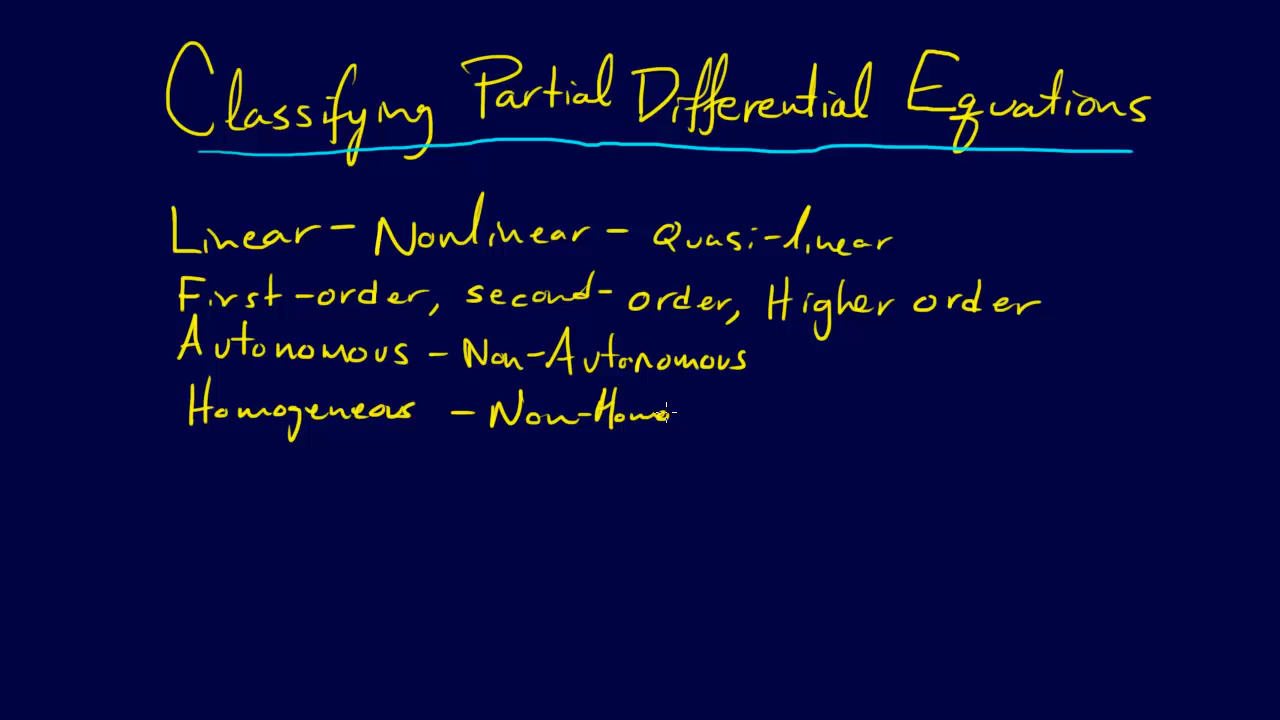 Classifying Partial Differential Equations
Linear - Nonlinear - Quasi-linear
First-order, second-order, Higher order
Autonomous - Non-Autonomous
Homogeneous - Non-Homo